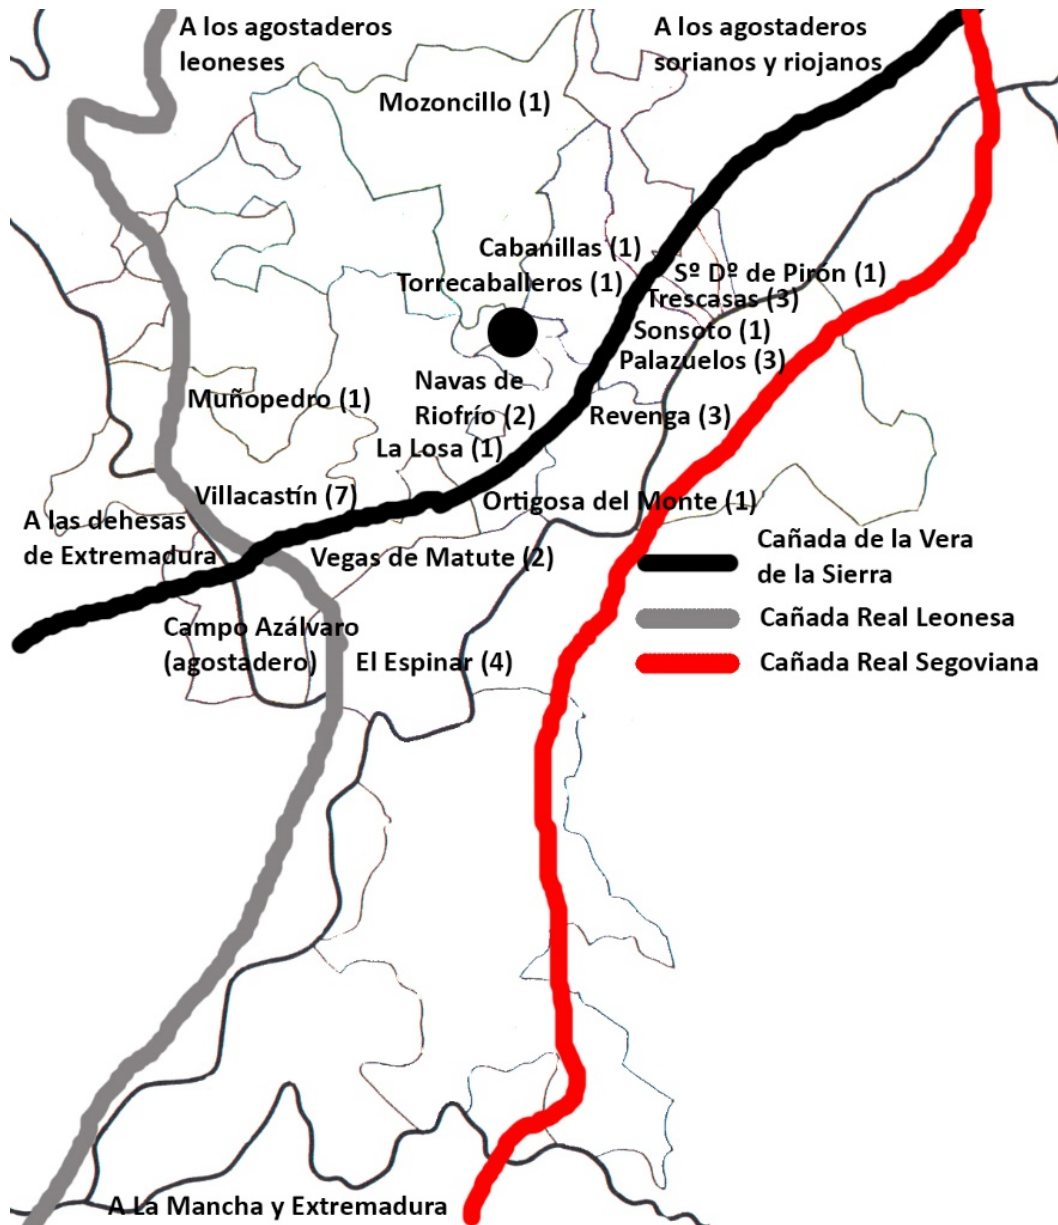 A los agostaderos
leoneses
A los agostaderos
sorianos y riojanos
Mozoncillo (1)
Cabanillas (1)
Torrecaballeros (1)
Sº Dº de Pirón (1)
Trescasas (3)
Sonsoto (1)
Palazuelos (3)
Navas de
Riofrío (2)
Revenga (3)
Muñopedro (1)
La Losa (1)
Villacastín (7)
Ortigosa del Monte (1)
A las dehesas
de Extremadura
Vegas de Matute (2)
Cañada de la Vera
de la Sierra
Cañada Real Leonesa
Cañada Real Segoviana
Campo Azálvaro
(agostadero)
El Espinar (4)
A La Mancha y Extremadura